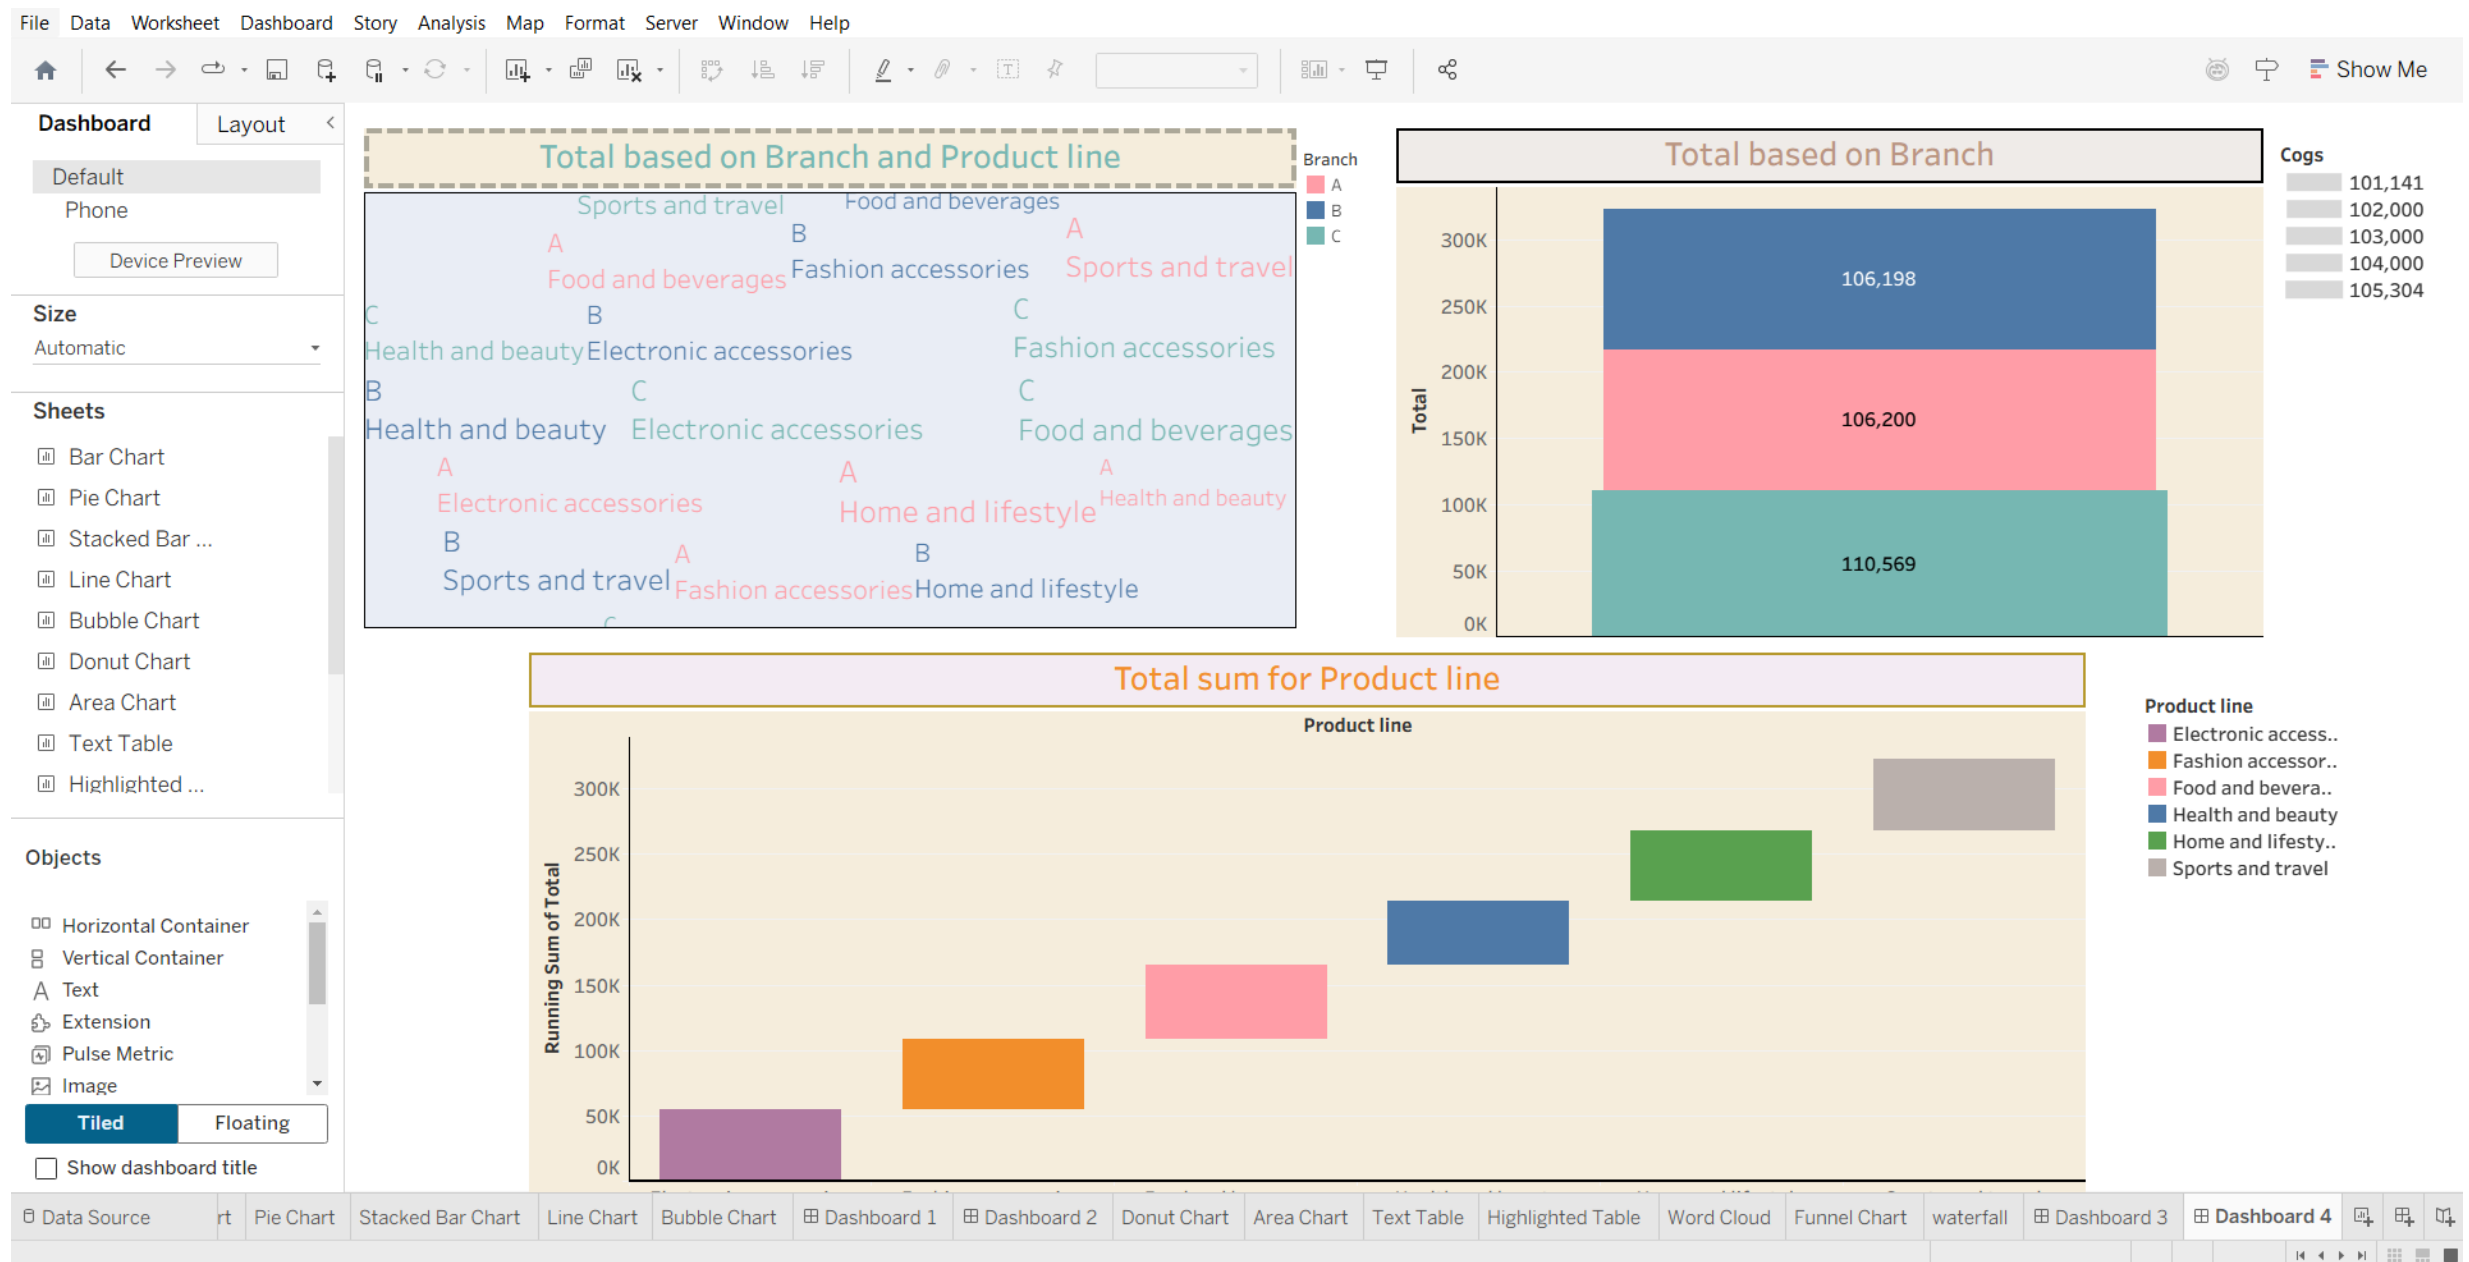 File Data Worksheet Dashboard Story Analysis Map Format Server Window Help
Show Me
Dashboard Layout
Default
Phone
Device Preview
Size
Automatic
Sheets
Bar Chart
Pie Chart
Stacked Bar ...
Line Chart
Bubble Chart
Donut Chart
Area Chart
Text Table
Highlighted ...
Objects
Horizontal Container
Vertical Container
Text
Extension
Pulse Metric
Image
Tiled Floating
Show dashboard title
Total based on Branch and Product line
Sports and travel
Food and beverages
A
Food and beverages
B
Fashion accessories
A
Sports and travel
C
Health and beauty
B
Electronic accessories
C
Fashion accessories
B
Health and beauty
C
Electronic accessories
C
Food and beverages
A
Electronic accessories
A
Home and lifestyle
A
Health and beauty
B
Sports and travel
A
Fashion accessories
B
Home and lifestyle
C
Branch
A
B
C
Total based on Branch
Total
300K
250K
200K
150K
100K
50K
0K
106,198
106,200
110,569
Cogs
101,141
102,000
103,000
104,000
105,304
Total sum for Product line
Product line
Running Sum of Total
300K
250K
200K
150K
100K
50K
0K
Product line
Electronic access..
Fashion accessor..
Food and bevera..
Health and beauty
Home and lifesty..
Sports and travel
Data Source rt Pie Chart Stacked Bar Chart Line Chart Bubble Chart Dashboard 1 Dashboard 2 Donut Chart Area Chart Text Table Highlighted Table Word Cloud Funnel Chart waterfall Dashboard 3 Dashboard 4